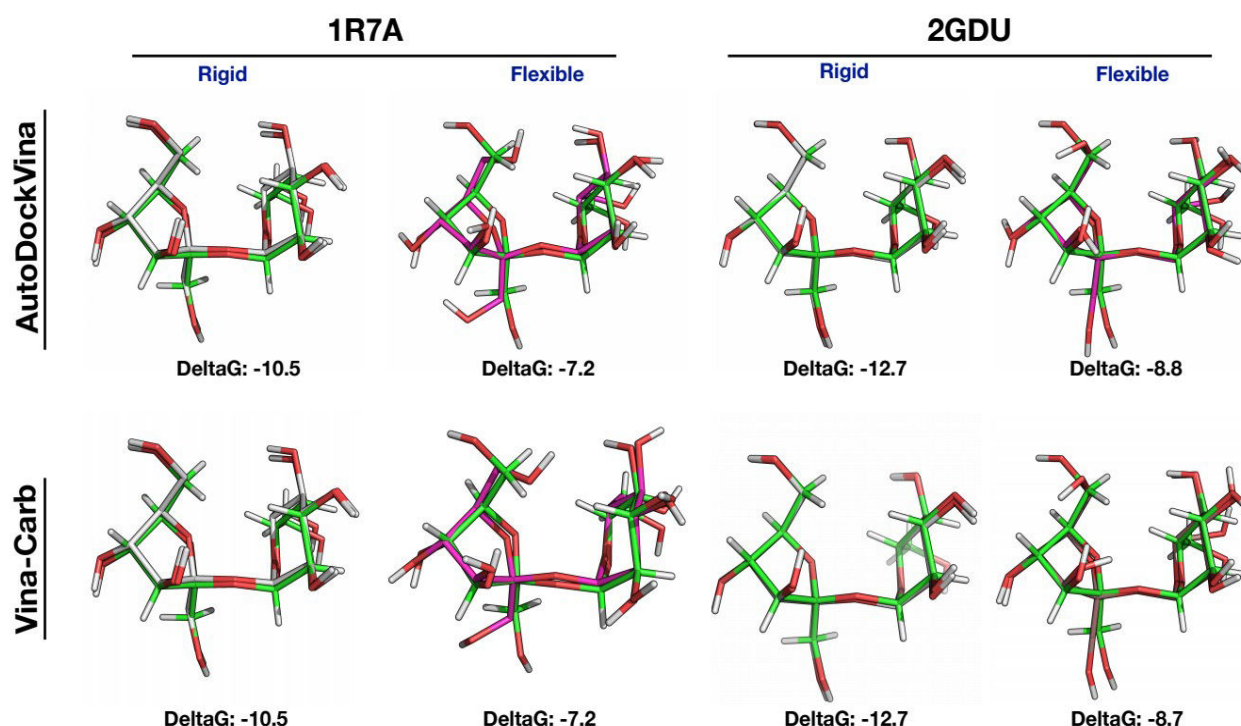 1R7A
2GDU
Rigid
Flexible
Rigid
Flexible
AutoDockVina
DeltaG: -10.5
DeltaG: -7.2
DeltaG: -12.7
DeltaG: -8.8
Vina-Carb
DeltaG: -10.5
DeltaG: -7.2
DeltaG: -12.7
DeltaG: -8.7